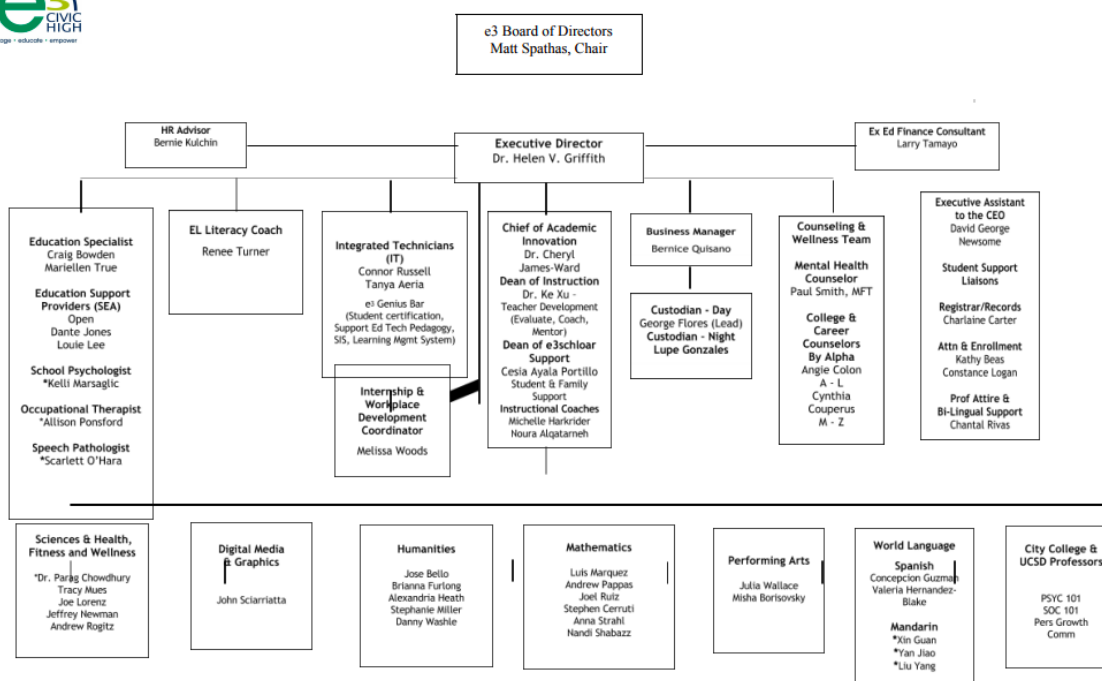 e3
CIVIC
HIGH
age • educate • empower
e3 Board of Directors
Matt Spathas, Chair
HR Advisor
Bernie Kulchin
Executive Director
Dr. Helen V. Griffith
Ex Ed Finance Consultant
Larry Tamayo
Education Specialist
Craig Bowden
Mariellen True
Education Support
Providers (SEA)
Open
Dante Jones
Louie Lee
School Psychologist
*Kelli Marsaglic
Occupational Therapist
*Allison Ponsford
Speech Pathologist
*Scarlett O'Hara
EL Literacy Coach
Renee Turner
Integrated Technicians
(IT)
Connor Russell
Tanya Aeria
e³ Genius Bar
(Student certification,
Support Ed Tech Pedagogy,
SIS, Learning Mgmt System)
Internship &
Workplace
Development
Coordinator
Melissa Woods
Chief of Academic
Innovation
Dr. Cheryl
James-Ward
Dean of Instruction
Dr. Ke Xu -
Teacher Development
(Evaluate, Coach,
Mentor)
Dean of e3schloar
Support
Cesia Ayala Portillo
Student & Family
Support
Instructional Coaches
Michelle Harkrider
Noura Alqatarneh
Business Manager
Bernice Quisano
Custodian - Day
George Flores (Lead)
Custodian - Night
Lupe Gonzales
Counseling &
Wellness Team
Mental Health
Counselor
Paul Smith, MFT
College &
Career
Counselors
By Alpha
Angie Colon
A - L
Cynthia
Couperus
M - Z
Executive Assistant
to the CEO
David George
Newsome
Student Support
Liaisons
Registrar/Records
Charlaine Carter
Attn & Enrollment
Kathy Beas
Constance Logan
Prof Attire &
Bi-Lingual Support
Chantal Rivas
Sciences & Health,
Fitness and Wellness
*Dr. Parag Chowdhury
Tracy Mues
Joe Lorenz
Jeffrey Newman
Andrew Rogitz
Digital Media
& Graphics
John Sciarriatta
Humanities
Jose Bello
Brianna Furlong
Alexandria Heath
Stephanie Miller
Danny Washle
Mathematics
Luis Marquez
Andrew Pappas
Joel Ruiz
Stephen Cerruti
Anna Strahl
Nandi Shabazz
Performing Arts
Julia Wallace
Misha Borisovsky
World Language
Spanish
Concepcion Guzman
Valeria Hernandez-
Blake
Mandarin
*Xin Guan
*Yan Jiao
*Liu Yang
City College &
UCSD Professors
PSYC 101
SOC 101
Pers Growth
Comm